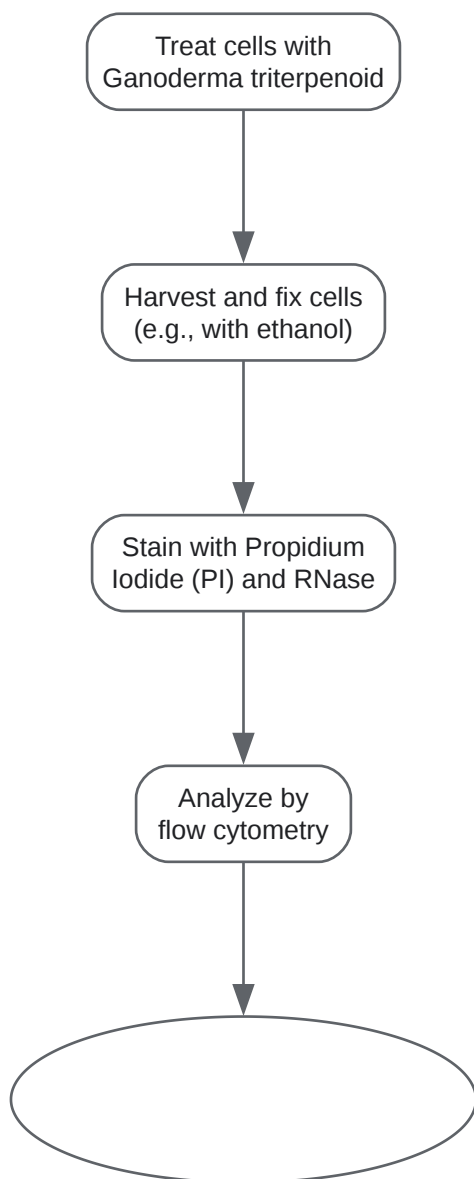 Treat cells with
Ganoderma triterpenoid
Harvest and fix cells
(e.g., with ethanol)
Stain with Propidium
Iodide (PI) and RNase
Analyze by
flow cytometry